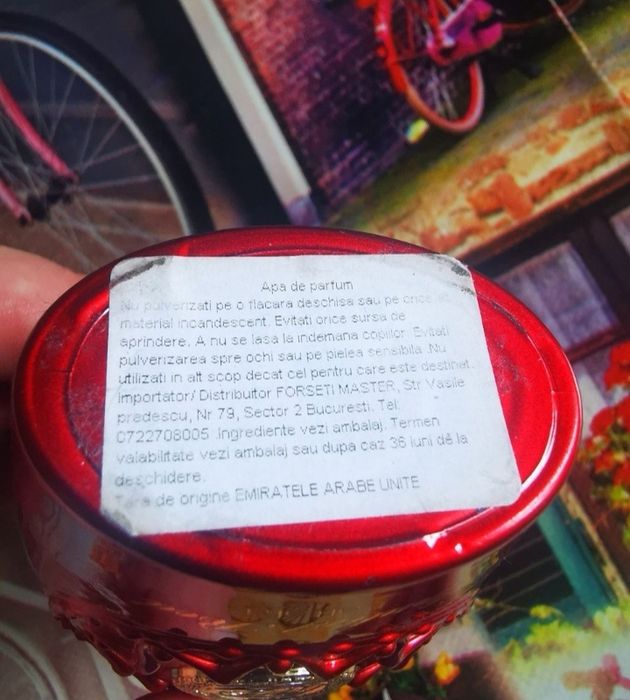 Apa de parfum
Nu pulverizati pe o flacara deschisa sau pe orice alt
material incandescent. Evitati orice sursa de
aprindere. A nu se lasa la indemana copiilor. Evitati
pulverizarea spre ochi sau pe pielea sensibila .Nu
utilizati in alt scop decat cel pentru care este destinat.
Importator/ Distribuitor FORSETI MASTER, Str Vasile
predescu, Nr 79, Sector 2 Bucuresti. Tel:
0722708005 .Ingrediente vezi ambalaj. Termen
valabilitate vezi ambalaj sau dupa caz 36 luni de la
deschidere.
Tara de origine EMIRATELE ARABE UNITE